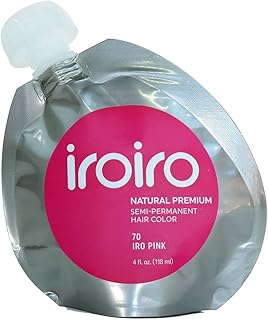 iroiro
NATURAL PREMIUM
SEMI-PERMANENT
HAIR COLOR
70
IRO PINK
4 fl. oz. (118 ml)